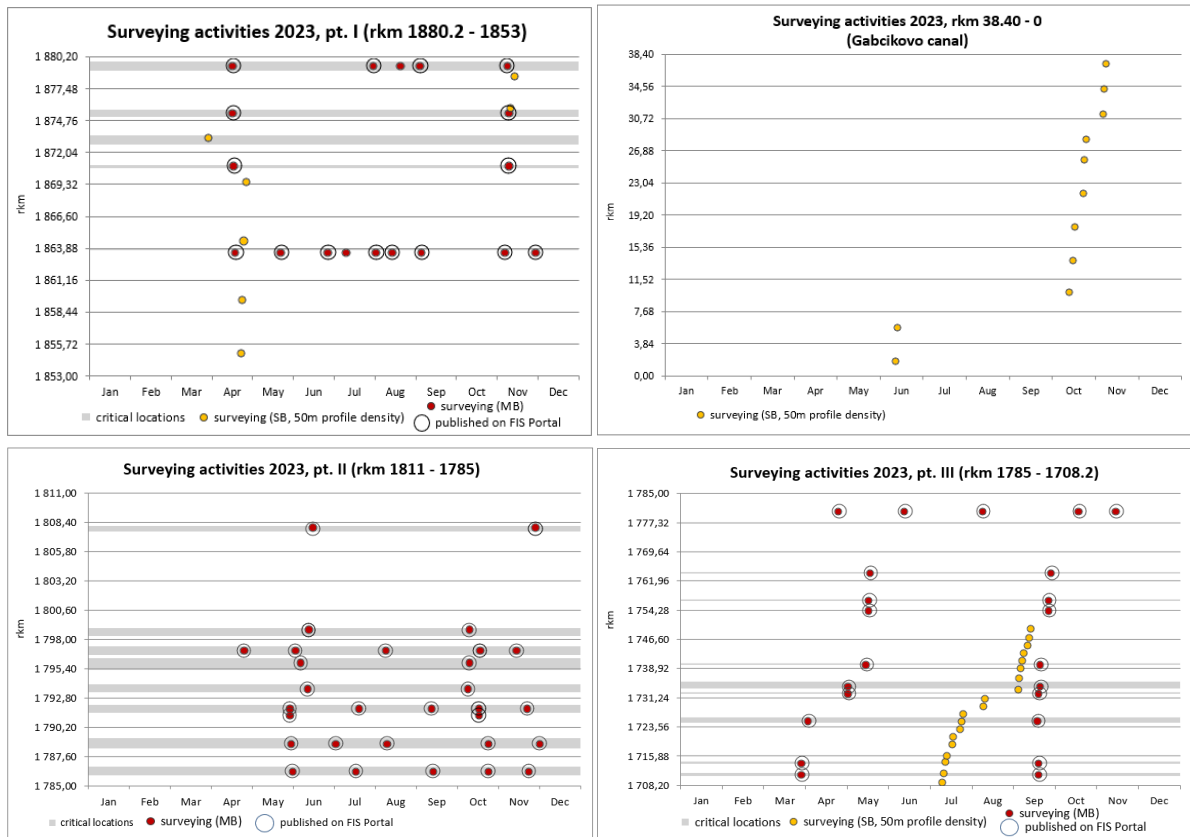 Surveying activities 2023, pt. I (rkm 1880.2 - 1853)
1 880,20
1 877,48
1 874,76
1 872,04
1 869,32
1 866,60
1 863,88
1 861,16
1 858,44
1 855,72
1 853,00
rkm
Jan Feb Mar Apr May Jun Jul Aug Sep Oct Nov Dec
critical locations
surveying (SB, 50m profile density)
surveying (MB)
published on FIS Portal
Surveying activities 2023, rkm 38.40 - 0
(Gabcikovo canal)
38,40
34,56
30,72
26,88
23,04
19,20
15,36
11,52
7,68
3,84
0,00
rkm
Jan Feb Mar Apr May Jun Jul Aug Sep Oct Nov Dec
surveying (SB, 50m profile density)
Surveying activities 2023, pt. II (rkm 1811 - 1785)
1 811,00
1 808,40
1 805,80
1 803,20
1 800,60
1 798,00
1 795,40
1 792,80
1 790,20
1 787,60
1 785,00
rkm
Jan Feb Mar Apr May Jun Jul Aug Sep Oct Nov Dec
critical locations
surveying (MB)
published on FIS Portal
Surveying activities 2023, pt. III (rkm 1785 - 1708.2)
1 785,00
1 777,32
1 769,64
1 761,96
1 754,28
1 746,60
1 738,92
1 731,24
1 723,56
1 715,88
1 708,20
rkm
Jan Feb Mar Apr May Jun Jul Aug Sep Oct Nov Dec
critical locations
surveying (SB, 50m profile density)
surveying (MB)
published on FIS Portal